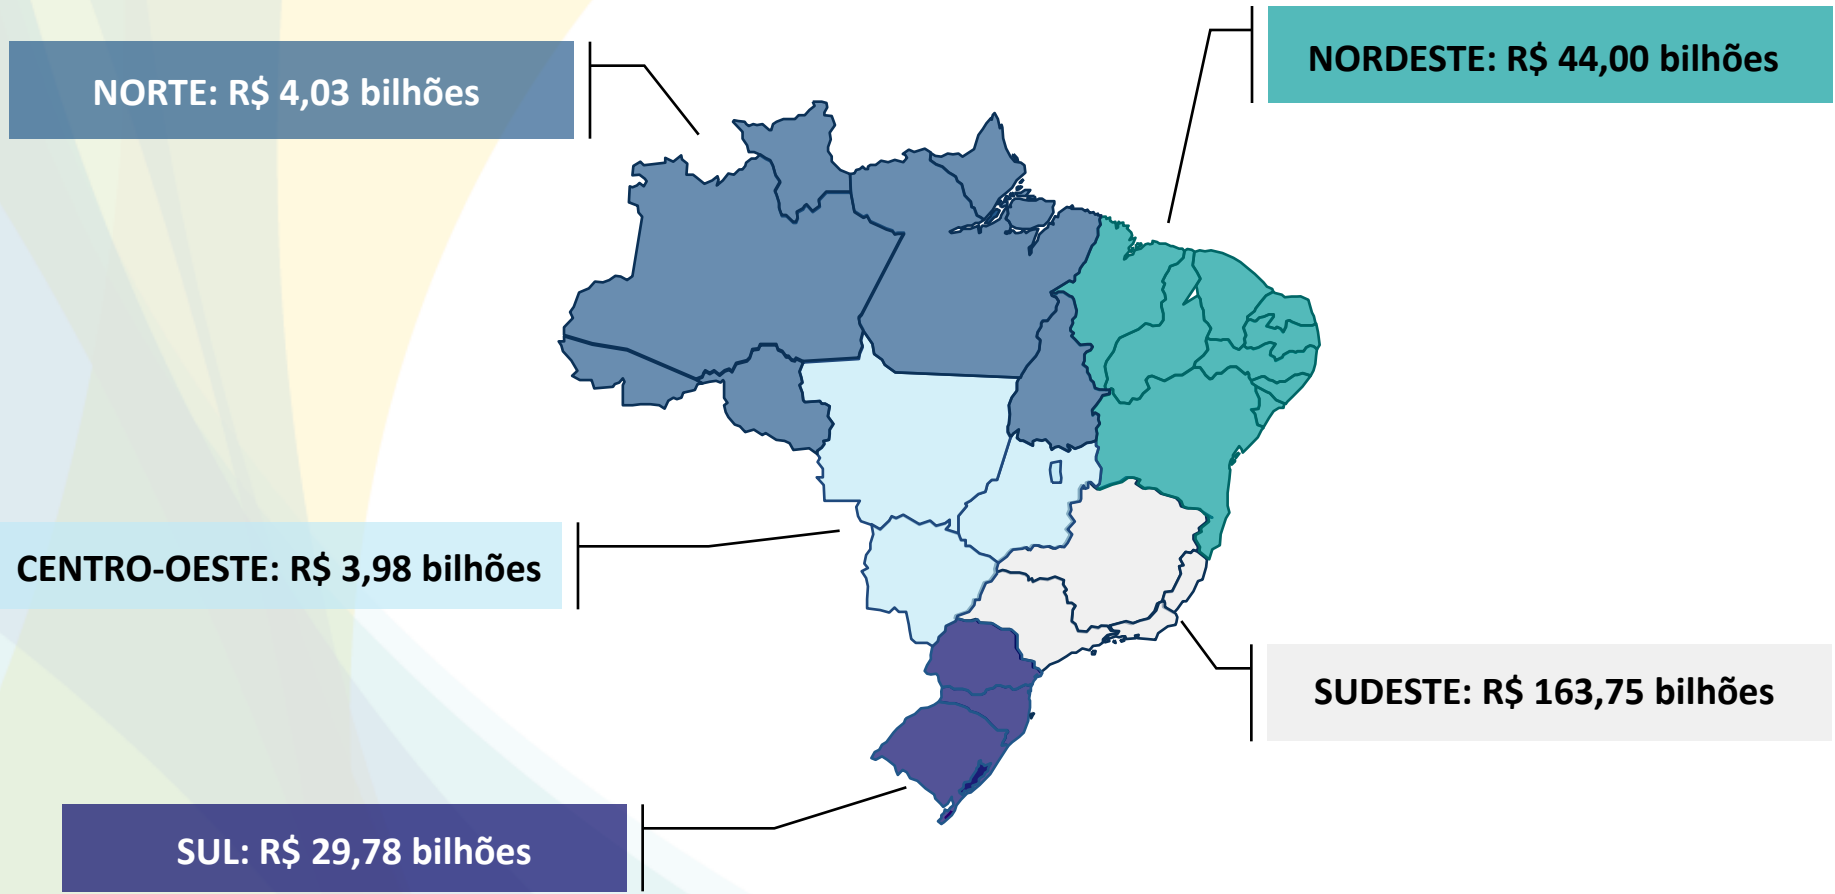 NORTE: R$ 4,03 bilhões
NORDESTE: R$ 44,00 bilhões
CENTRO-OESTE: R$ 3,98 bilhões
SUDESTE: R$ 163,75 bilhões
SUL: R$ 29,78 bilhões